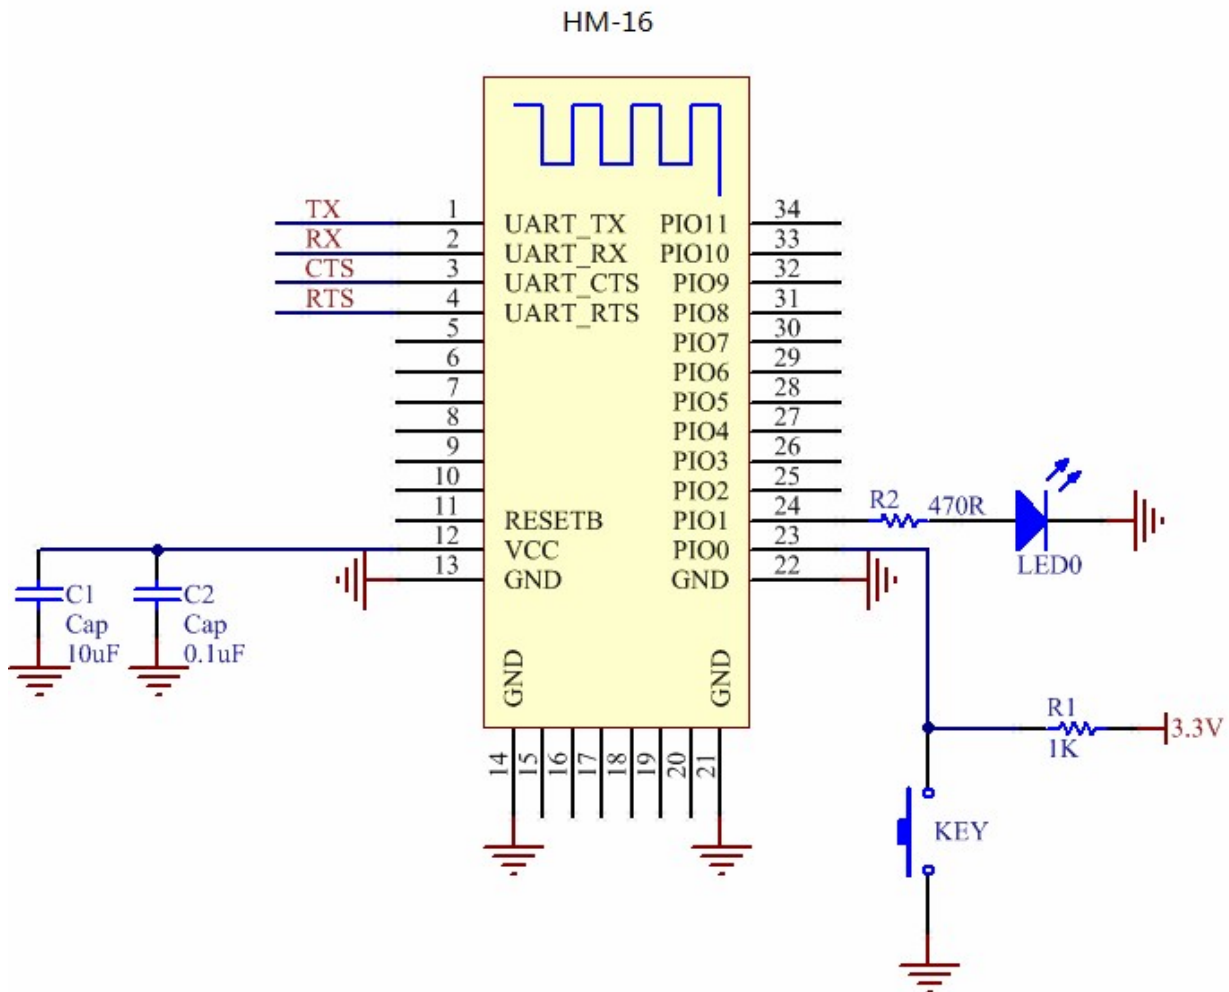 HM-16
TX
RX
CTS
RTS
1 UART_TX PIO11 34
2 UART_RX PIO10 33
3 UART_CTS PIO9 32
4 UART_RTS PIO8 31
5 PIO7 30
6 PIO6 29
7 PIO5 28
8 PIO4 27
9 PIO3 26
10 PIO2 25
11 RESETB PIO1 24
12 VCC PIO0 23
13 GND GND 22
R2 470R
LED0
C1
Cap
10uF
C2
Cap
0.1uF
GND GND
14 15 16 17 18 19 20 21
R1
1K
3.3V
KEY